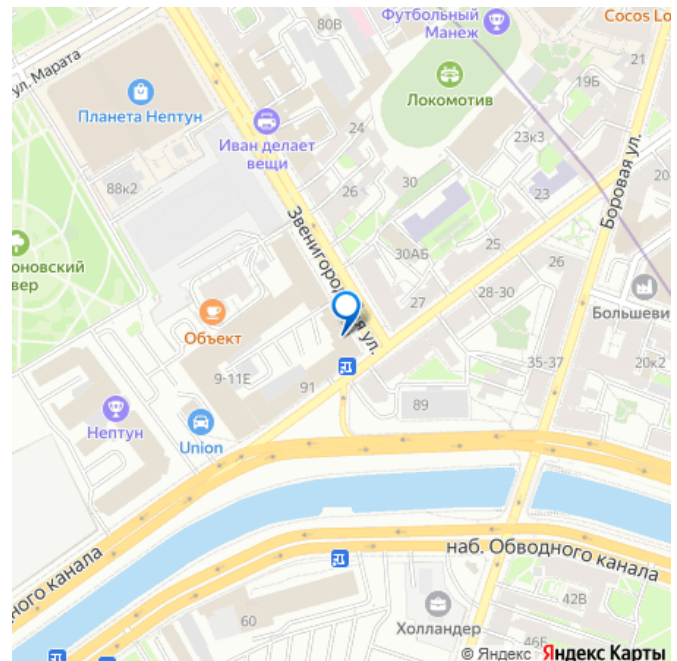 80В
Футбольный
Манеж
Cocos Lo
21
ул. Марата
Планета Нептун
Локомотив
19Б
24
Иван делает
вещи
23к3
Боровая ул.
88к2
26
30
23
20
Звенигородская ул.
оновский
вер
30АБ
25
26
27
28-30
Большеви
Объект
9-11Е
91
35-37
20к2
89
Нептун
Union
наб. Обводного канала
дного канала
42В
60
Холландер
46Б
© Яндекс Яндекс Карты